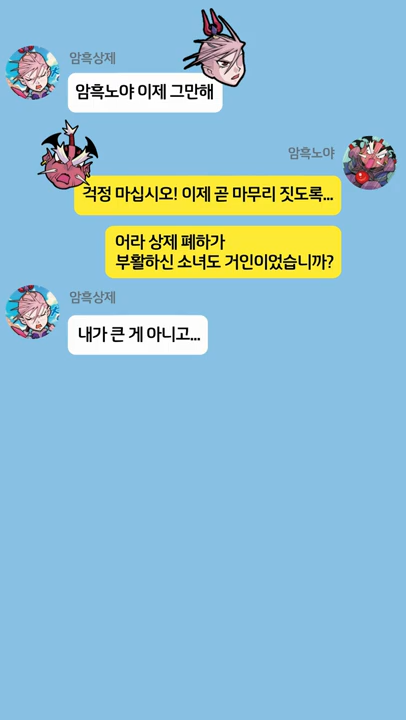 암흑상제
암흑노야 이제 그만해
암흑노야
걱정 마십시오! 이제 곧 마무리 짓도록...
어라 상제 폐하가
부활하신 소녀도 거인이었습니까?
암흑상제
내가 큰 게 아니고...